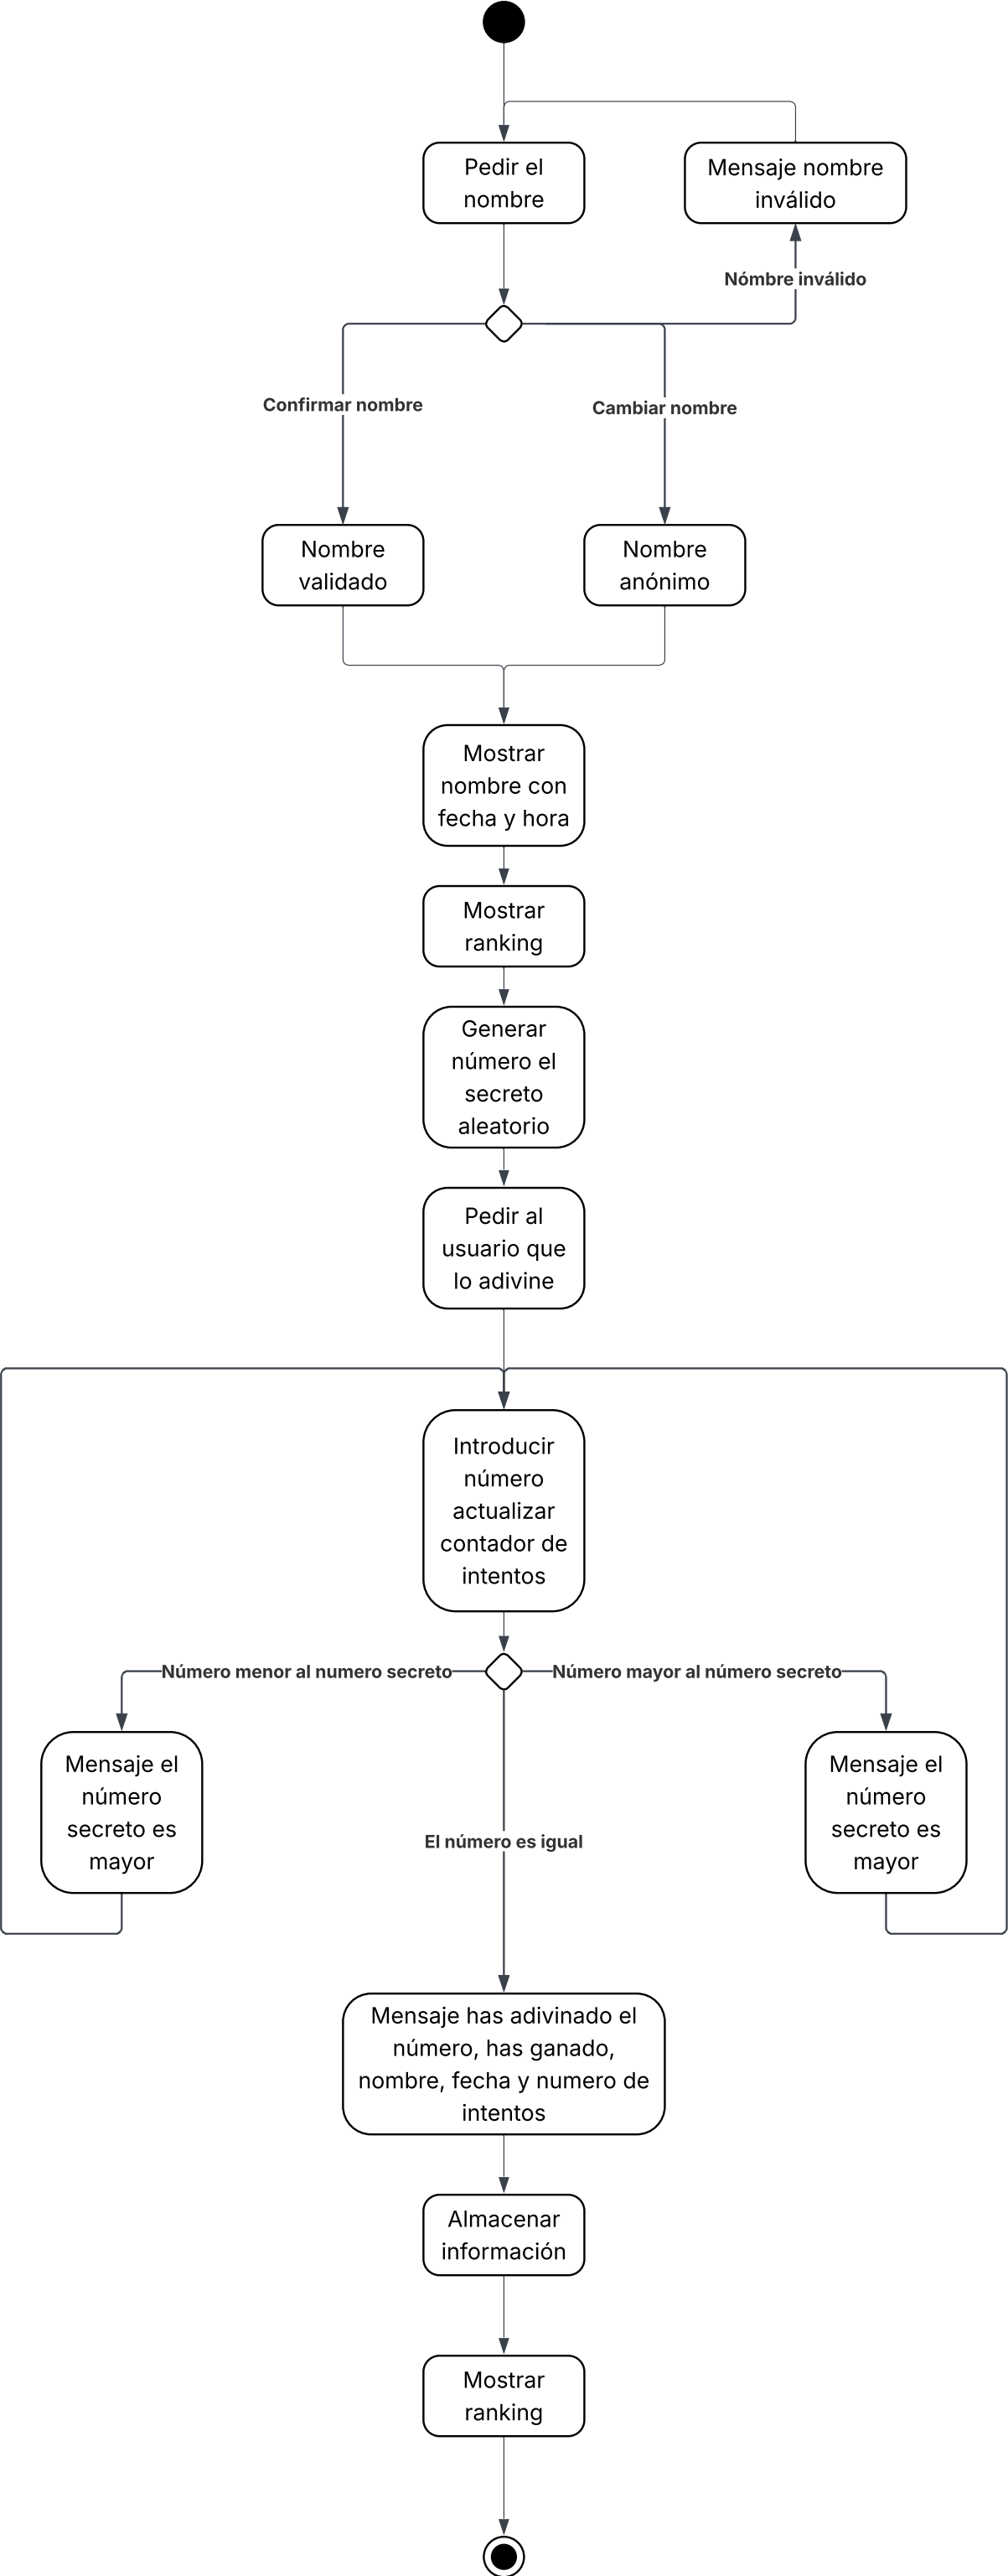 Pedir el
nombre
Mensaje nombre
inválido
Nómbre inválido
Confirmar nombre
Cambiar nombre
Nombre
validado
Nombre
anónimo
Mostrar
nombre con
fecha y hora
Mostrar
ranking
Generar
número el
secreto
aleatorio
Pedir al
usuario que
lo adivine
Introducir
número
actualizar
contador de
intentos
Número menor al numero secreto
Número mayor al número secreto
Mensaje el
número
secreto es
mayor
Mensaje el
número
secreto es
mayor
El número es igual
Mensaje has adivinado el
número, has ganado,
nombre, fecha y numero de
intentos
Almacenar
información
Mostrar
ranking